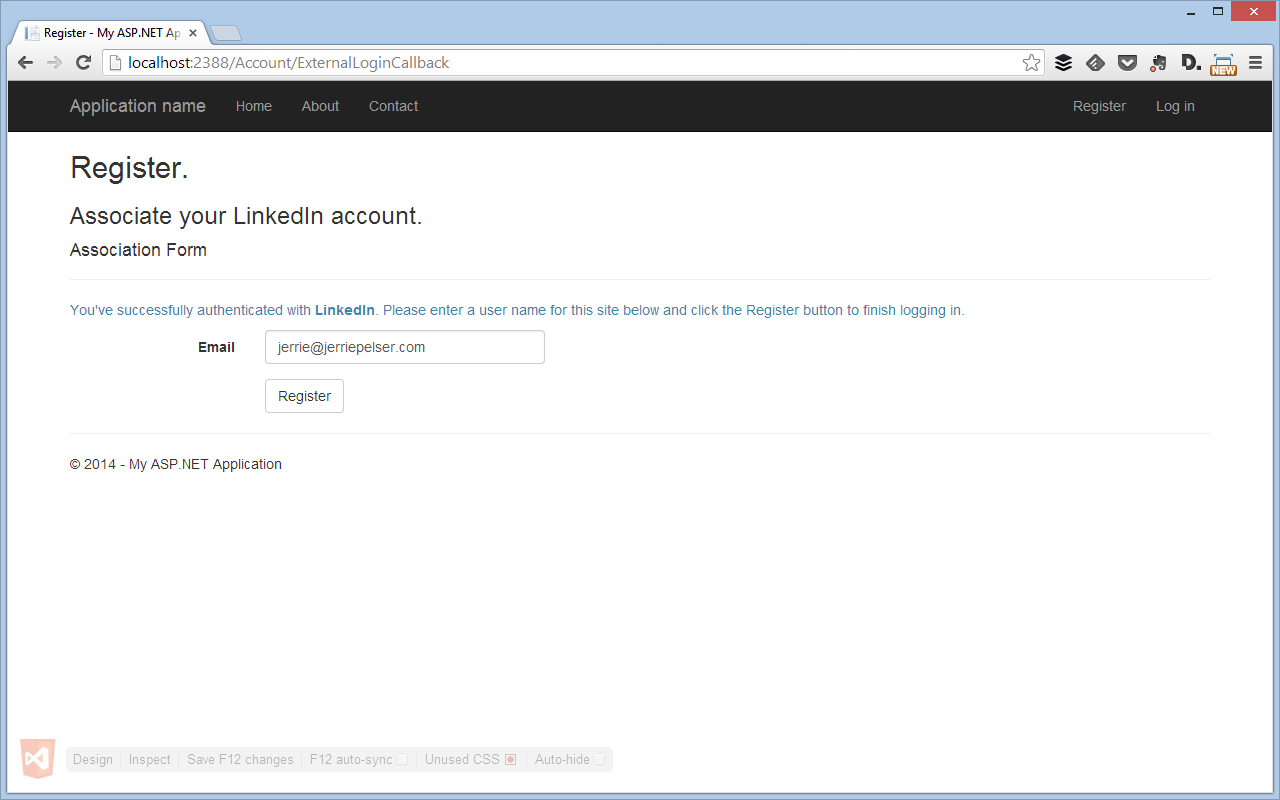 Register - My ASP.NET Ap
localhost:2388/Account/ExternalLoginCallback
D.
NEW
Application name Home About Contact Register Log in
Register.
Associate your LinkedIn account.
Association Form
You've successfully authenticated with LinkedIn. Please enter a user name for this site below and click the Register button to finish logging in.
Email jerrie@jerriepelser.com
Register
© 2014 - My ASP.NET Application
Design Inspect Save F12 changes F12 auto-sync Unused CSS Auto-hide